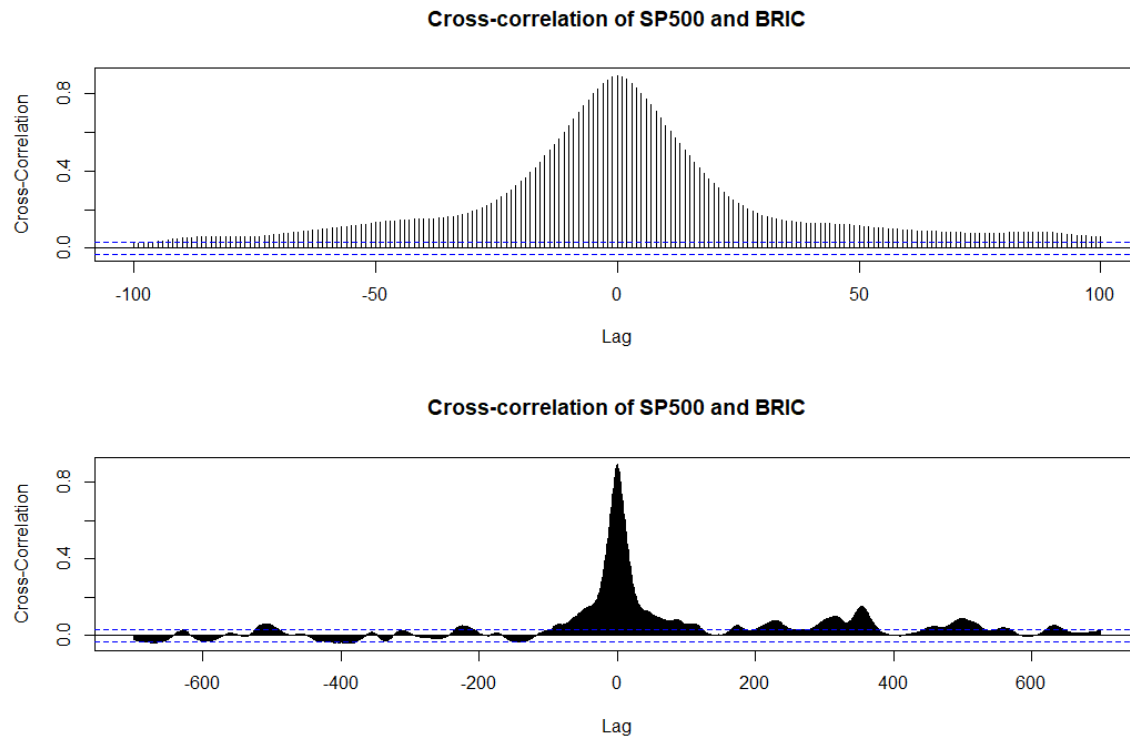 Cross-correlation of SP500 and BRIC
Cross-Correlation
0.8
0.4
0.0
-100 -50 0 50 100
Lag
Cross-correlation of SP500 and BRIC
Cross-Correlation
0.8
0.4
0.0
-600 -400 -200 0 200 400 600
Lag